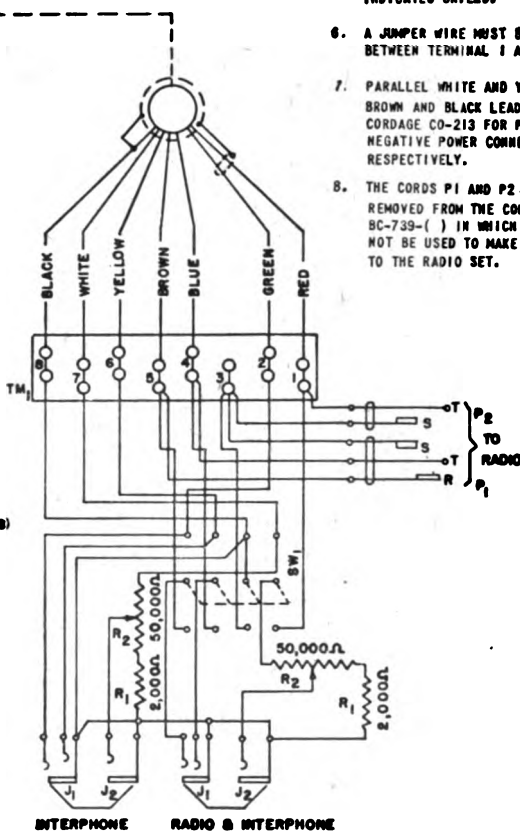 INDICATED UNLESS
6. A JUMPER WIRE MUST
BETWEEN TERMINAL 1
7. PARALLEL WHITE AND
BROWN AND BLACK LEAD
CORDAGE CO-213 FOR
NEGATIVE POWER
RESPECTIVELY.
8. THE CORDS P1 AND P2
REMOVED FROM THE
BC-739-( ) IN WHICH
NOT BE USED TO MAKE
TO THE RADIO SET.
BLACK
WHITE
YELLOW
BROWN
BLUE
GREEN
RED
TM1
8 7 6 5 4 3 2 1
T P2
S
TO
S
T RADIO
R P1
SW1
50,000Ω
R2
2,000Ω
R1
50,000Ω
R2
R1
2,000Ω
J1 J2 J1 J2
INTERPHONE RADIO & INTERPHONE